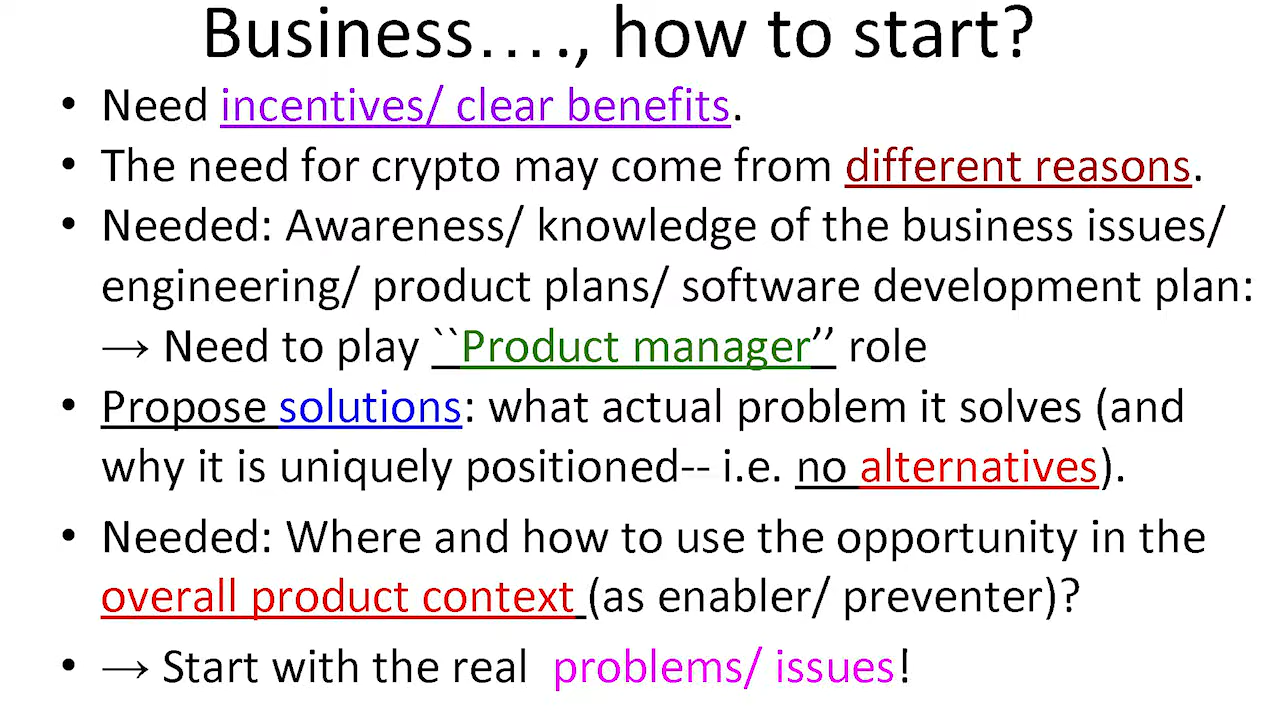 Business…., how to start?
• Need incentives/ clear benefits.
• The need for crypto may come from different reasons.
• Needed: Awareness/ knowledge of the business issues/
engineering/ product plans/ software development plan:
→ Need to play ``Product manager’’ role
• Propose solutions: what actual problem it solves (and
why it is uniquely positioned-- i.e. no alternatives).
• Needed: Where and how to use the opportunity in the
overall product context (as enabler/ preventer)?
• → Start with the real problems/ issues!